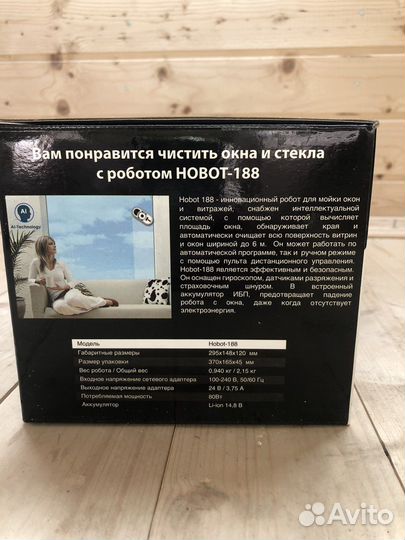 Вам понравится чистить окна и стекла
с роботом HOBOT-188
AI
AI-Technology
Hobot 188 - инновационный робот для мойки окон
и витражей, снабжен интеллектуальной
системой, с помощью которой вычисляет
площадь окна, обнаруживает края и
автоматически очищает всю поверхность витрин
и окон шириной до 6 м. Он может работать по
автоматической программе, так и ручном режиме
с помощью пульта дистанционного управления.
Hobot-188 является эффективным и безопасным.
Он оснащен гироскопом, датчиками разряжения и
страховочным шнуром. В встроенный
аккумулятор ИБП, предотвращает падение
робота с окна, даже когда отсутствует
электроэнергия.
Модель Hobot-188
Габаритные размеры 295x148x120 мм
Размер упаковки 370x165x45 мм
Вес робота / Общий вес 0,940 кг / 2,15 кг
Входное напряжение сетевого адаптера 100-240 В, 50/60 Гц
Выходное напряжение адаптера 24 В / 3,75 А
Потребляемая мощность 80Вт
Аккумулятор Li-ion 14,8 В
Avito